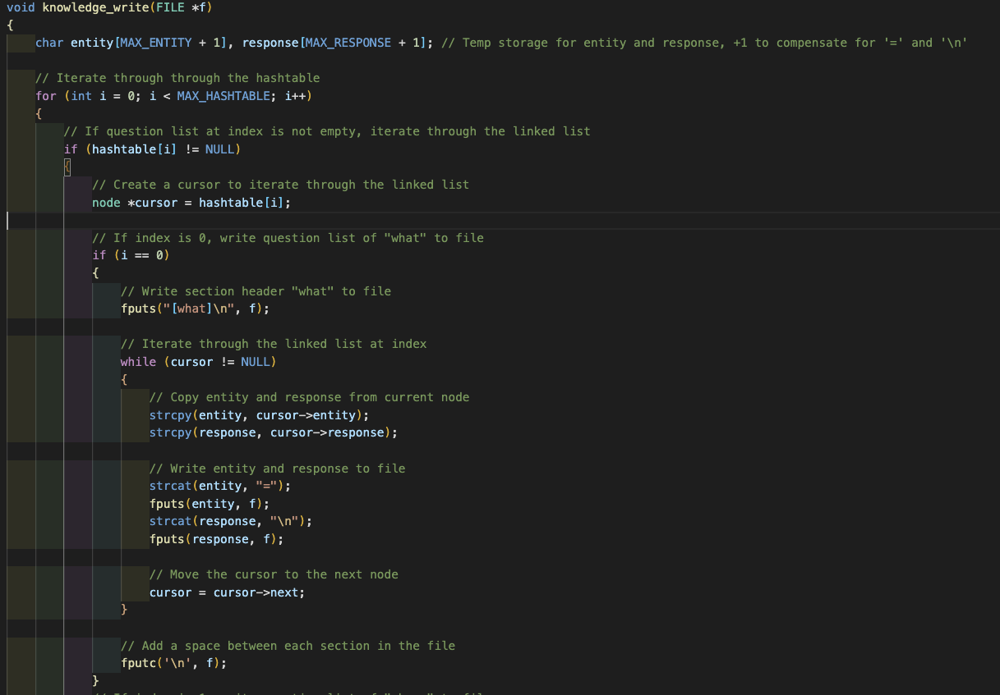 void knowledge_write(FILE *f)
{
char entity[MAX_ENTITY + 1], response[MAX_RESPONSE + 1]; // Temp storage for entity and response, +1 to compensate for '=' and '\n'
// Iterate through through the hashtable
for (int i = 0; i < MAX_HASHTABLE; i++)
{
// If question list at index is not empty, iterate through the linked list
if (hashtable[i] != NULL)
{
// Create a cursor to iterate through the linked list
node *cursor = hashtable[i];
// If index is 0, write question list of "what" to file
if (i == 0)
{
// Write section header "what" to file
fputs("[what]\n", f);
// Iterate through the linked list at index
while (cursor != NULL)
{
// Copy entity and response from current node
strcpy(entity, cursor->entity);
strcpy(response, cursor->response);
// Write entity and response to file
strcat(entity, "=");
fputs(entity, f);
strcat(response, "\n");
fputs(response, f);
// Move the cursor to the next node
cursor = cursor->next;
}
// Add a space between each section in the file
fputc('\n', f);
}